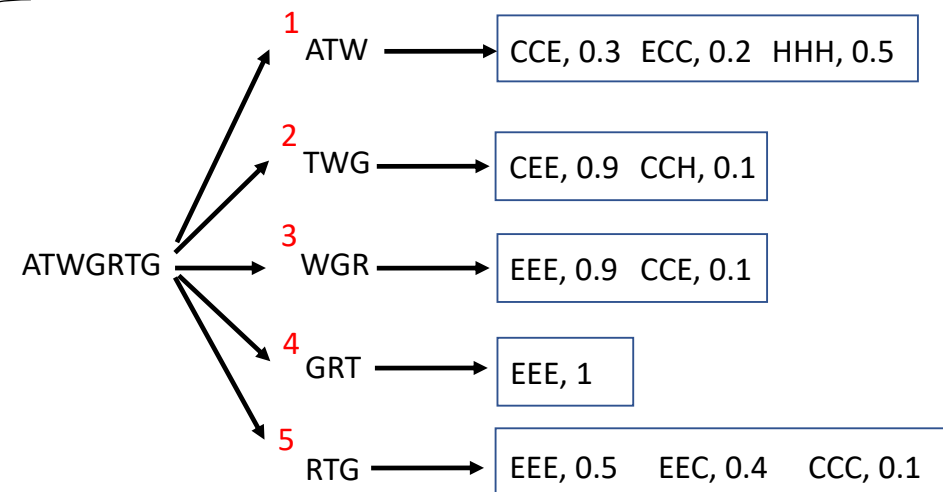 1
ATW CCE, 0.3 ECC, 0.2 HHH, 0.5
2
TWG CEE, 0.9 CCH, 0.1
3
ATWGRTG WGR EEE, 0.9 CCE, 0.1
4
GRT EEE, 1
5
RTG EEE, 0.5 EEC, 0.4 CCC, 0.1